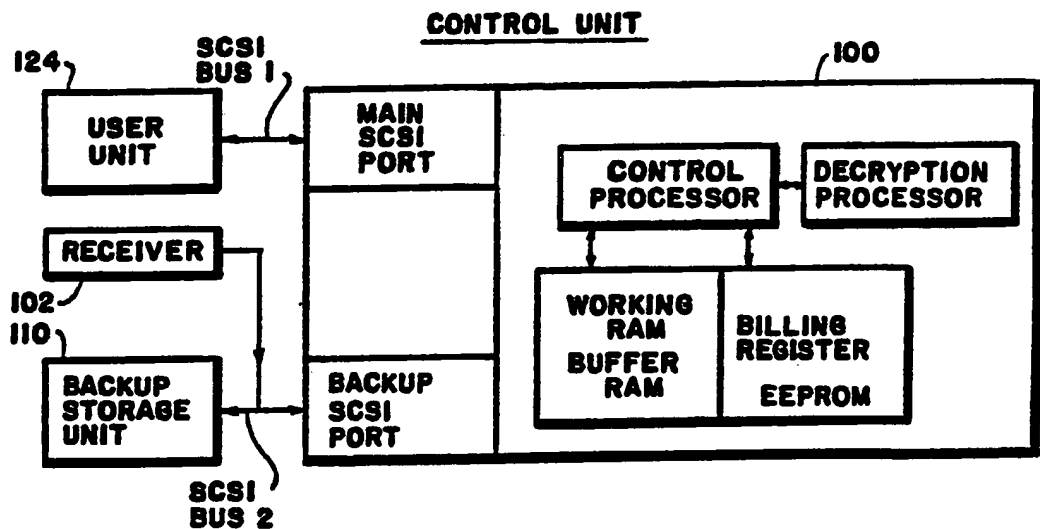 CONTROL UNIT
SCSI
BUS 1
124
100
USER
UNIT
MAIN
SCSI
PORT
CONTROL
PROCESSOR
DECRYPTION
PROCESSOR
RECEIVER
102
110
WORKING
RAM
BUFFER
RAM
BILLING
REGISTER
EEPROM
BACKUP
STORAGE
UNIT
BACKUP
SCSI
PORT
SCSI
BUS 2